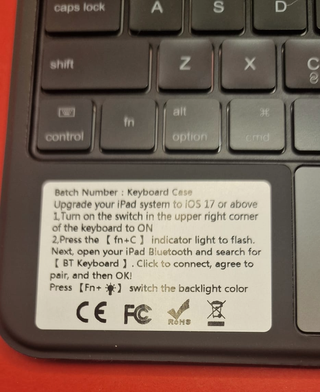 caps lock A S D
shift Z X C
control fn alt option cmd
Batch Number : Keyboard Case
Upgrade your iPad system to iOS 17 or above
1,Turn on the switch in the upper right corner
of the keyboard to ON
2,Press the 【 fn+C 】 indicator light to flash.
Next, open your iPad Bluetooth and search for
【 BT Keyboard 】. Click to connect, agree to
pair, and then OK!
Press 【Fn+ 】 switch the backlight color
CE FC RoHS